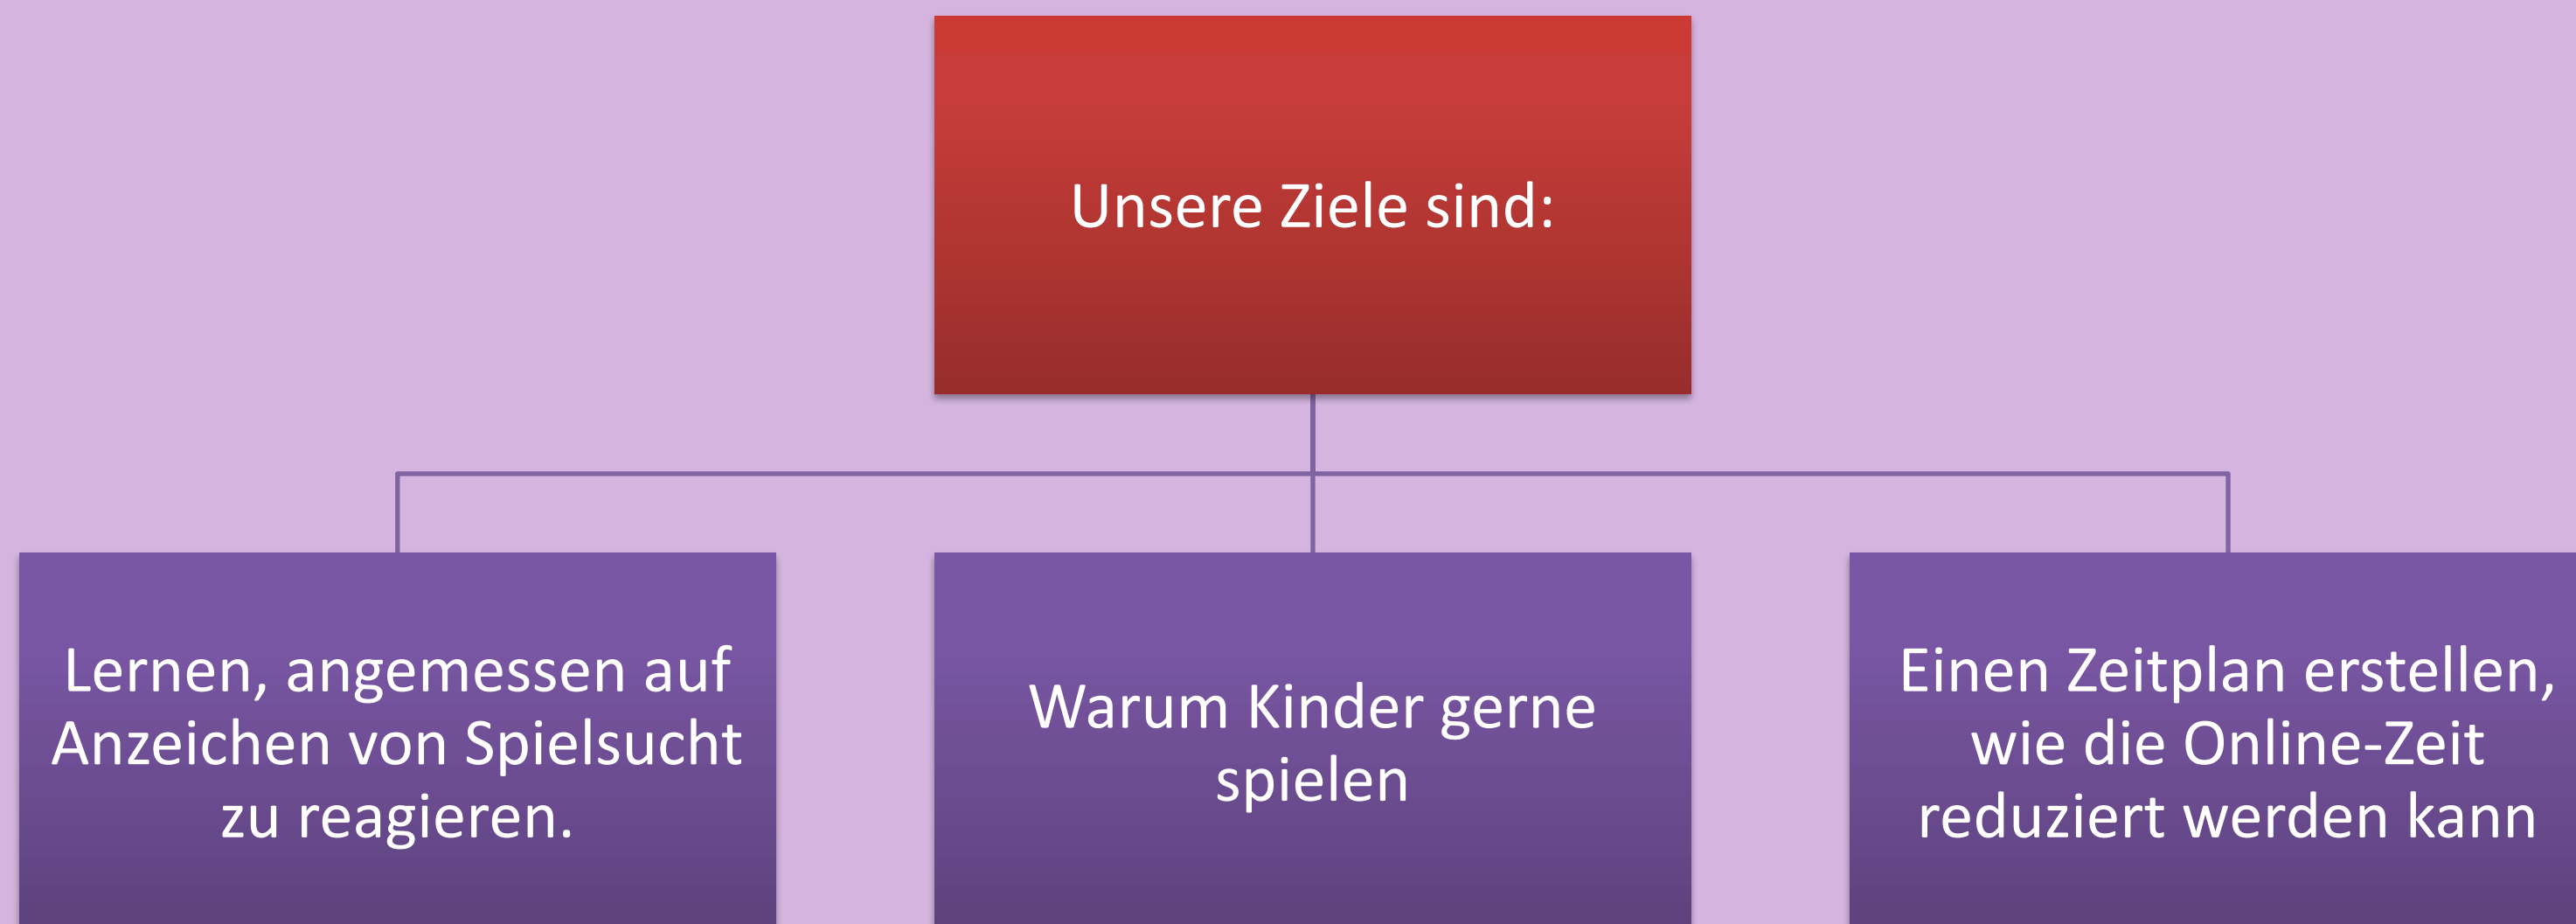 Unsere Ziele sind:
Lernen, angemessen auf
Anzeichen von Spielsucht
zu reagieren.
Warum Kinder gerne
spielen
Einen Zeitplan erstellen,
wie die Online-Zeit
reduziert werden kann